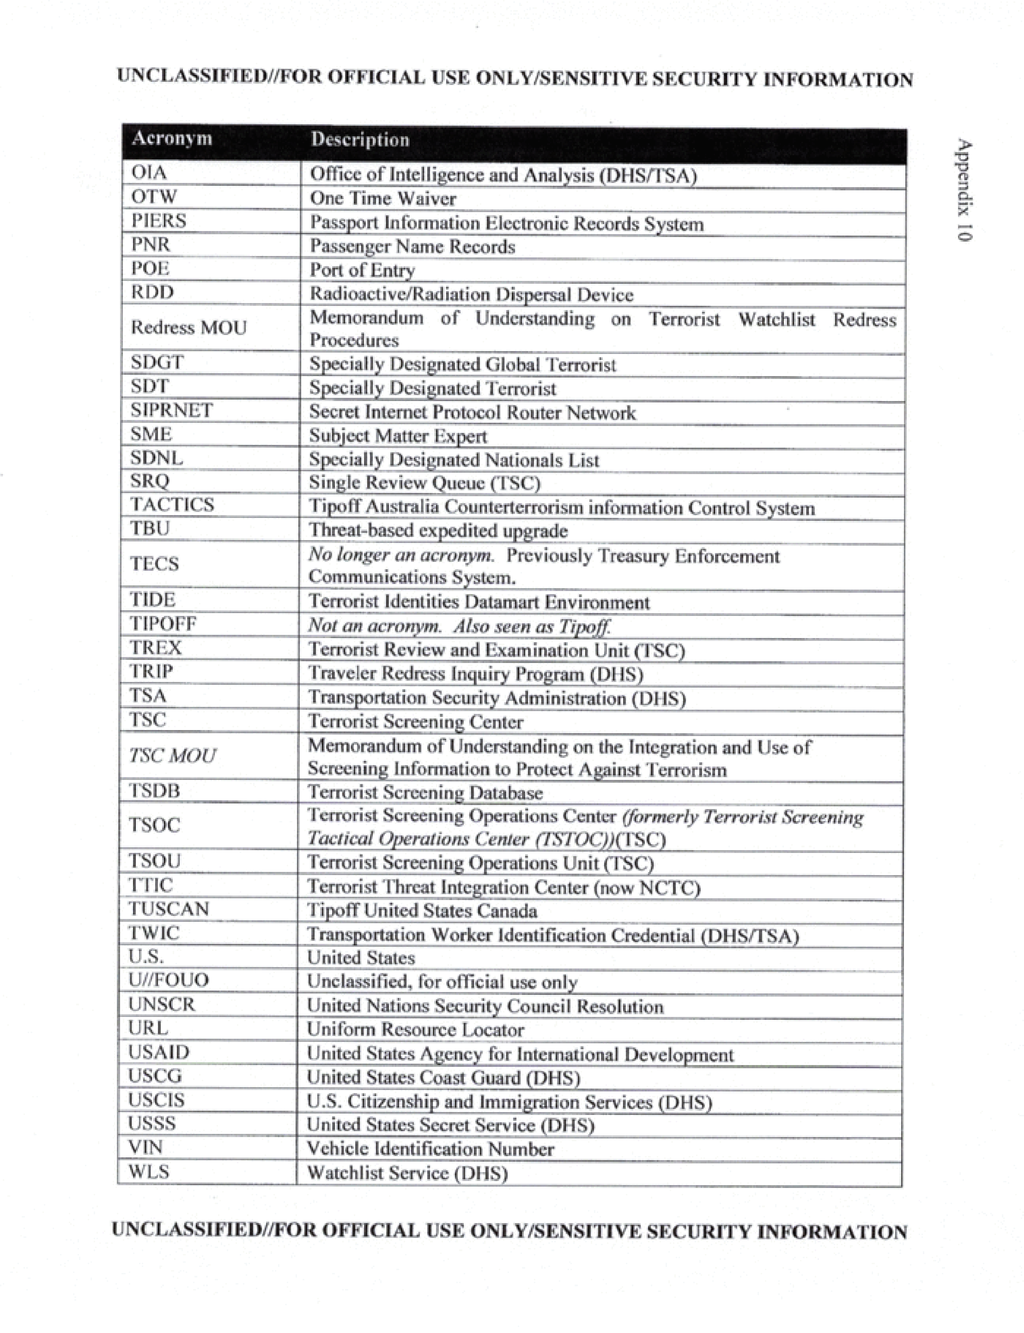 UNCLASSIFIED//FOR OFFICIAL USE ONLY/SENSITIVE SECURITY INFORMATION
Appendix 10
Acronym Description
OIA Office of Intelligence and Analysis (DHS/TSA)
OTW One Time Waiver
PIERS Passport Information Electronic Records System
PNR Passenger Name Records
POE Port of Entry
RDD Radioactive/Radiation Dispersal Device
Redress MOU Memorandum of Understanding on Terrorist Watchlist Redress
Procedures
SDGT Specially Designated Global Terrorist
SDT Specially Designated Terrorist
SIPRNET Secret Internet Protocol Router Network
SME Subject Matter Expert
SDNL Specially Designated Nationals List
SRQ Single Review Queue (TSC)
TACTICS Tipoff Australia Counterterrorism information Control System
TBU Threat-based expedited upgrade
TECS No longer an acronym. Previously Treasury Enforcement
Communications System.
TIDE Terrorist Identities Datamart Environment
TIPOFF Not an acronym. Also seen as Tipoff.
TREX Terrorist Review and Examination Unit (TSC)
TRIP Traveler Redress Inquiry Program (DHS)
TSA Transportation Security Administration (DHS)
TSC Terrorist Screening Center
TSC MOU Memorandum of Understanding on the Integration and Use of
Screening Information to Protect Against Terrorism
TSDB Terrorist Screening Database
TSOC Terrorist Screening Operations Center (formerly Terrorist Screening
Tactical Operations Center (TSTOC))(TSC)
TSOU Terrorist Screening Operations Unit (TSC)
TTIC Terrorist Threat Integration Center (now NCTC)
TUSCAN Tipoff United States Canada
TWIC Transportation Worker Identification Credential (DHS/TSA)
U.S. United States
U//FOUO Unclassified, for official use only
UNSCR United Nations Security Council Resolution
URL Uniform Resource Locator
USAID United States Agency for International Development
USCG United States Coast Guard (DHS)
USCIS U.S. Citizenship and Immigration Services (DHS)
USSS United States Secret Service (DHS)
VIN Vehicle Identification Number
WLS Watchlist Service (DHS)
UNCLASSIFIED//FOR OFFICIAL USE ONLY/SENSITIVE SECURITY INFORMATION